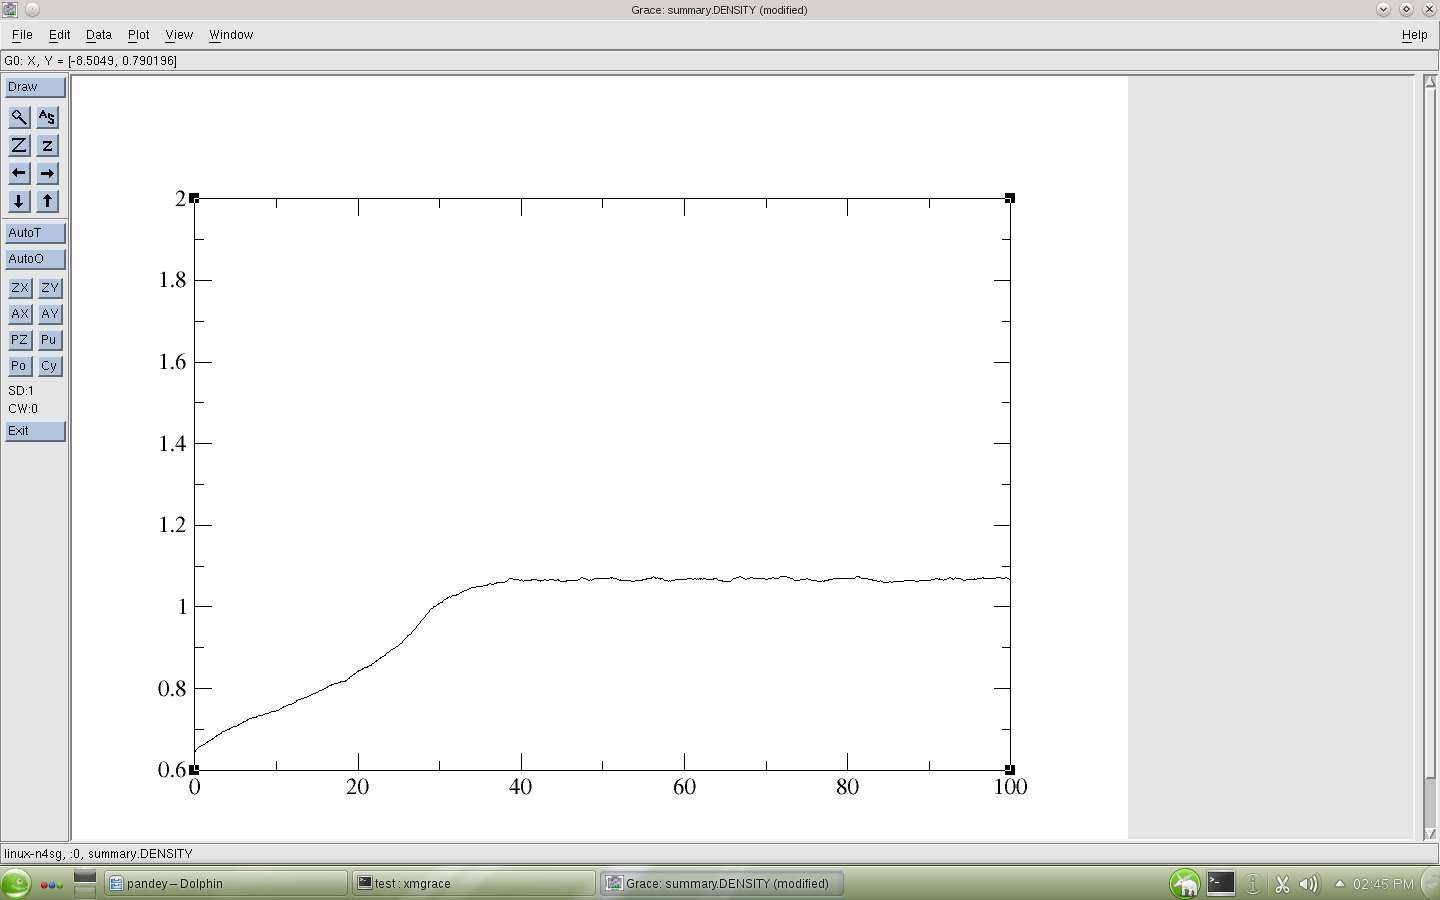 Grace: summary.DENSITY (modified)
File Edit Data Plot View Window Help
G0: X, Y = [-8.5049, 0.790196]
Draw
AS
Z z
AutoT
AutoO
ZX ZY
AX AY
PZ Pu
Po Cy
SD:1
CW:0
Exit
2
1.8
1.6
1.4
1.2
1
0.8
0.6
0 20 40 60 80 100
linux-n4sg, :0, summary.DENSITY
pandey – Dolphin test : xmgrace Grace: summary.DENSITY (modified) 02:45 PM